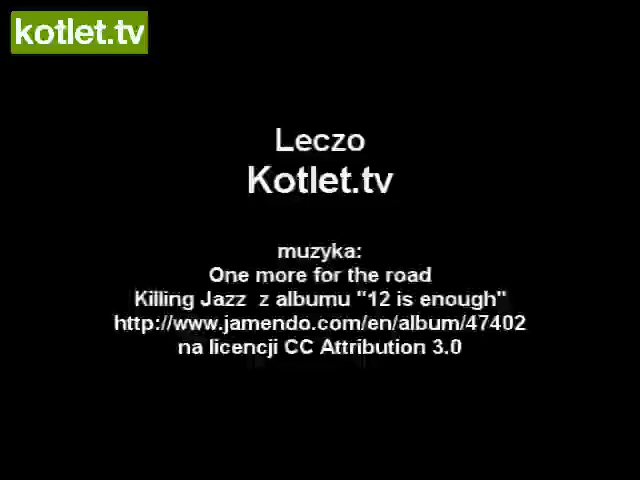 kotlet.tv
Leczo
Kotlet.tv
muzyka:
One more for the road
Killing Jazz z albumu "12 is enough"
http://www.jamendo.com/en/album/47402
na licencji CC Attribution 3.0